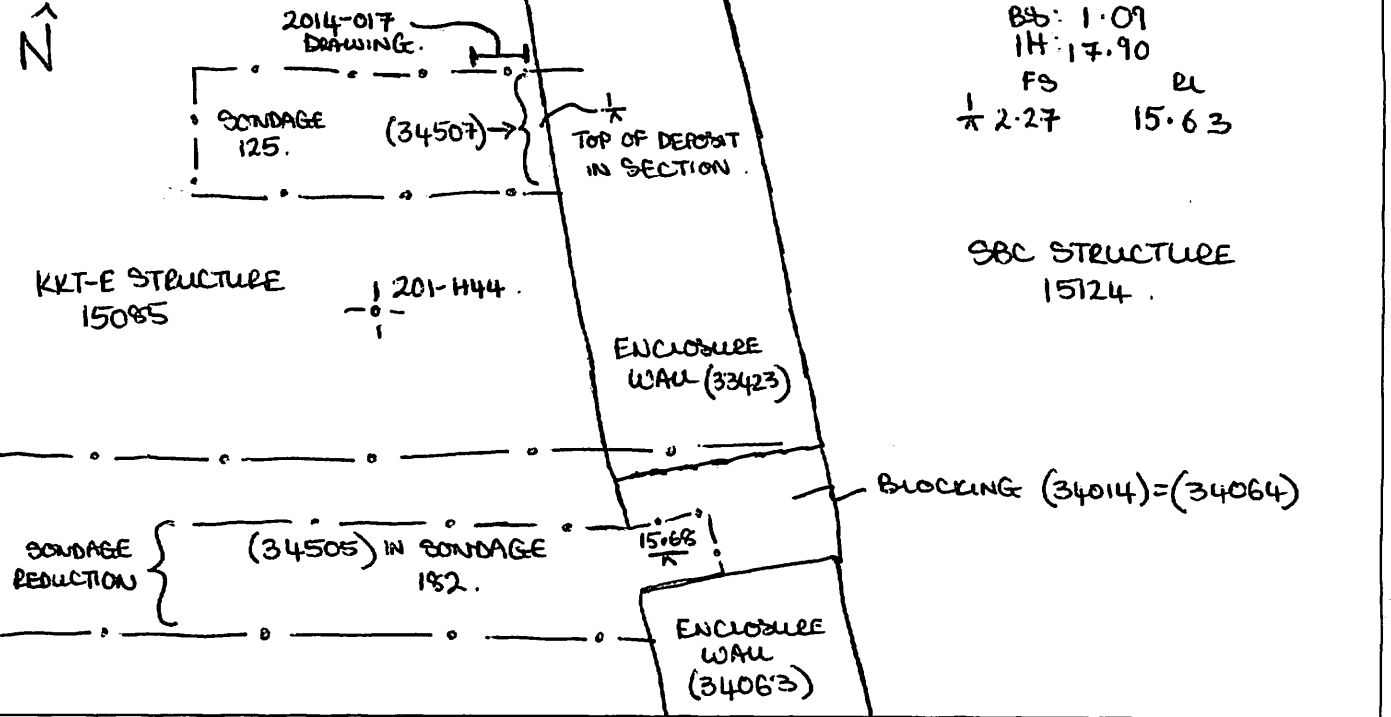 N
2014-017
DRAWING.
BS: 1.09
IH: 17.90
FS RL
1 2.27 15.63
SONDAGE
125.
(34507)
1
TOP OF DEPOSIT
IN SECTION.
KKT-E STRUCTURE
15085
201-H44.
SBC STRUCTURE
15124.
ENCLOSURE
WALL (33423)
BLOCKING (34014)=(34064)
SONDAGE
REDUCTION
(34505) IN SONDAGE
182.
15.68
ENCLOSURE
WALL
(34063)